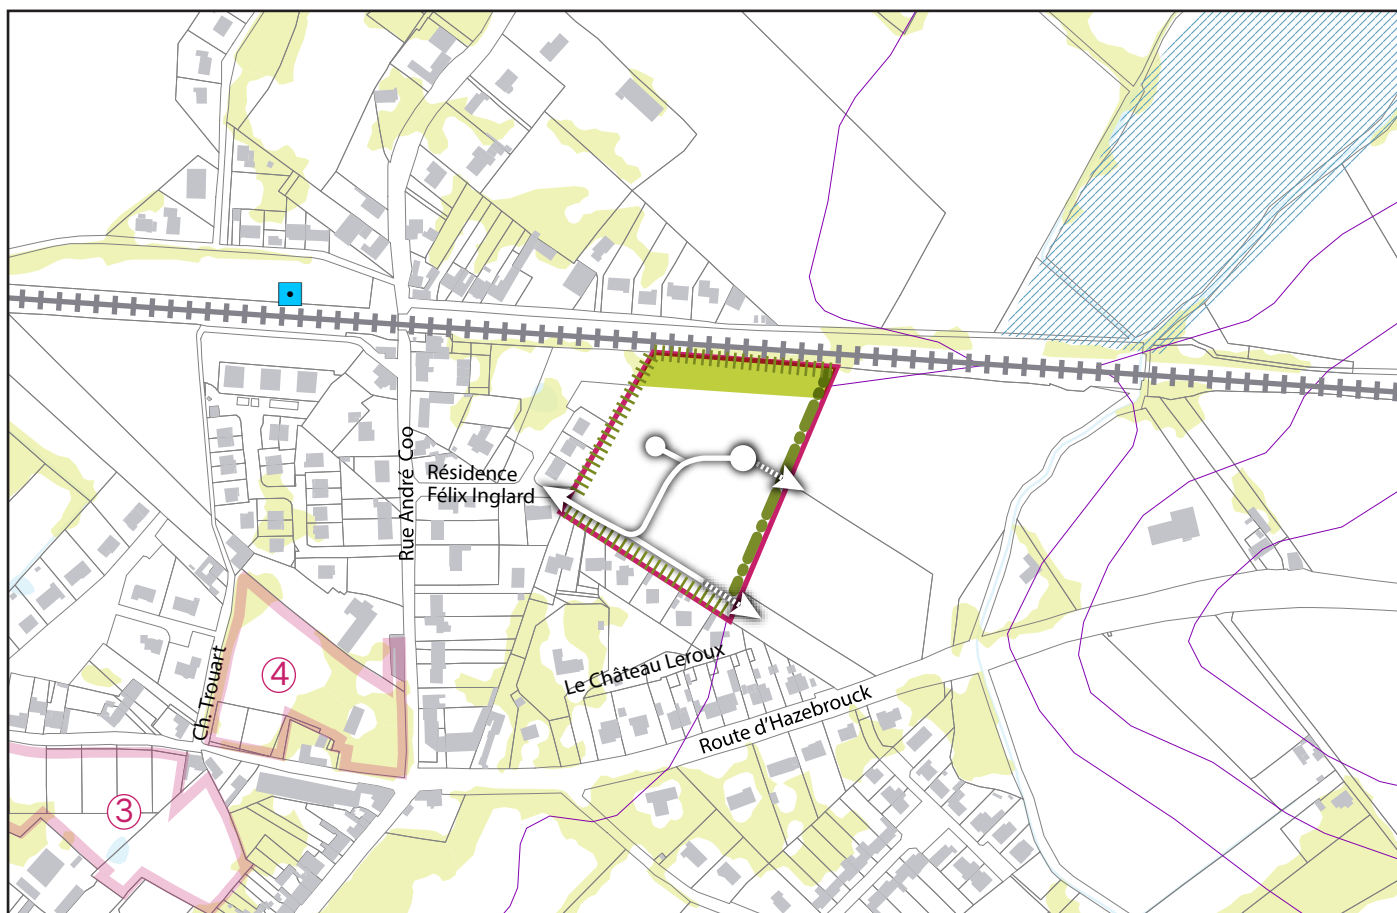 Résidence
Félix Inglard
Rue André Coo
Ch. Trouart
Le Château Leroux
Route d'Hazebrouck
4
3